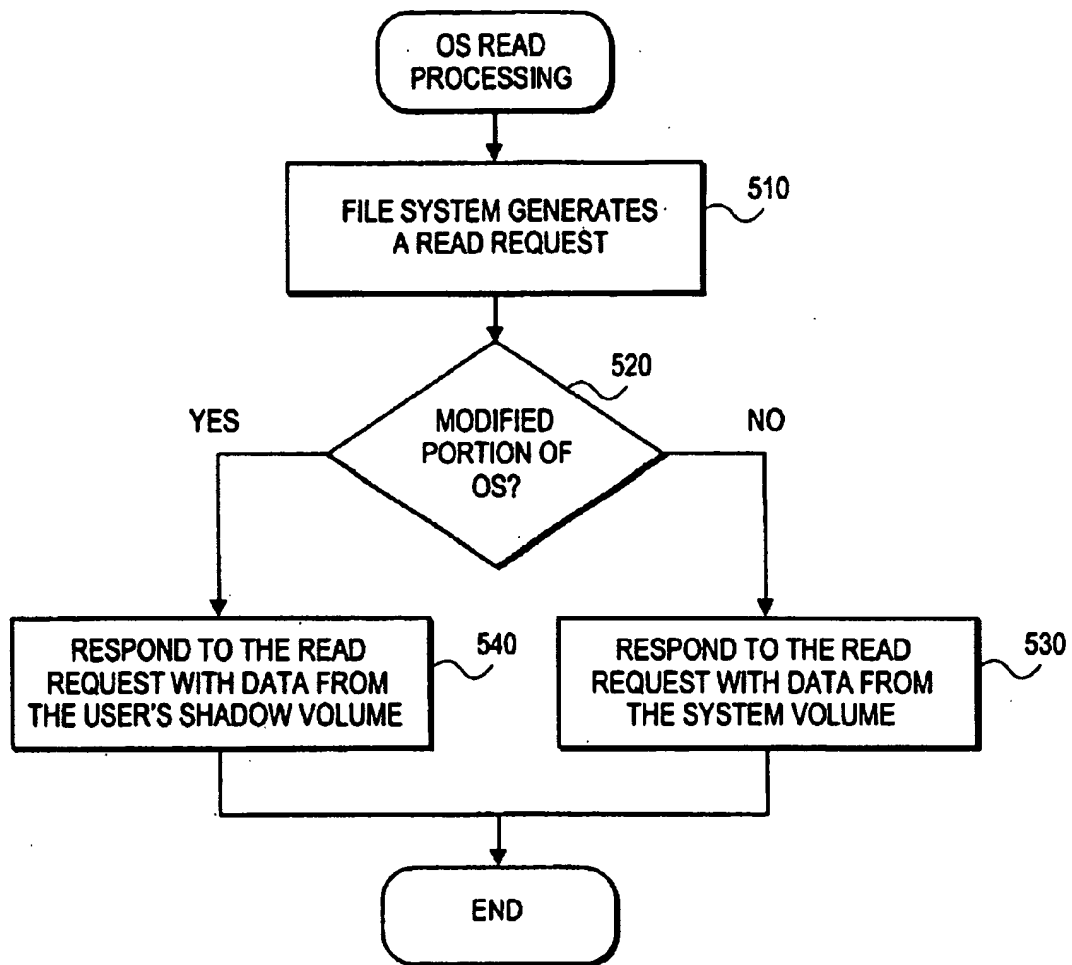 OS READ
PROCESSING
FILE SYSTEM GENERATES
A READ REQUEST
510
520
MODIFIED
PORTION OF
OS?
YES
NO
RESPOND TO THE READ
REQUEST WITH DATA FROM
THE USER'S SHADOW VOLUME
540
RESPOND TO THE READ
REQUEST WITH DATA FROM
THE SYSTEM VOLUME
530
END